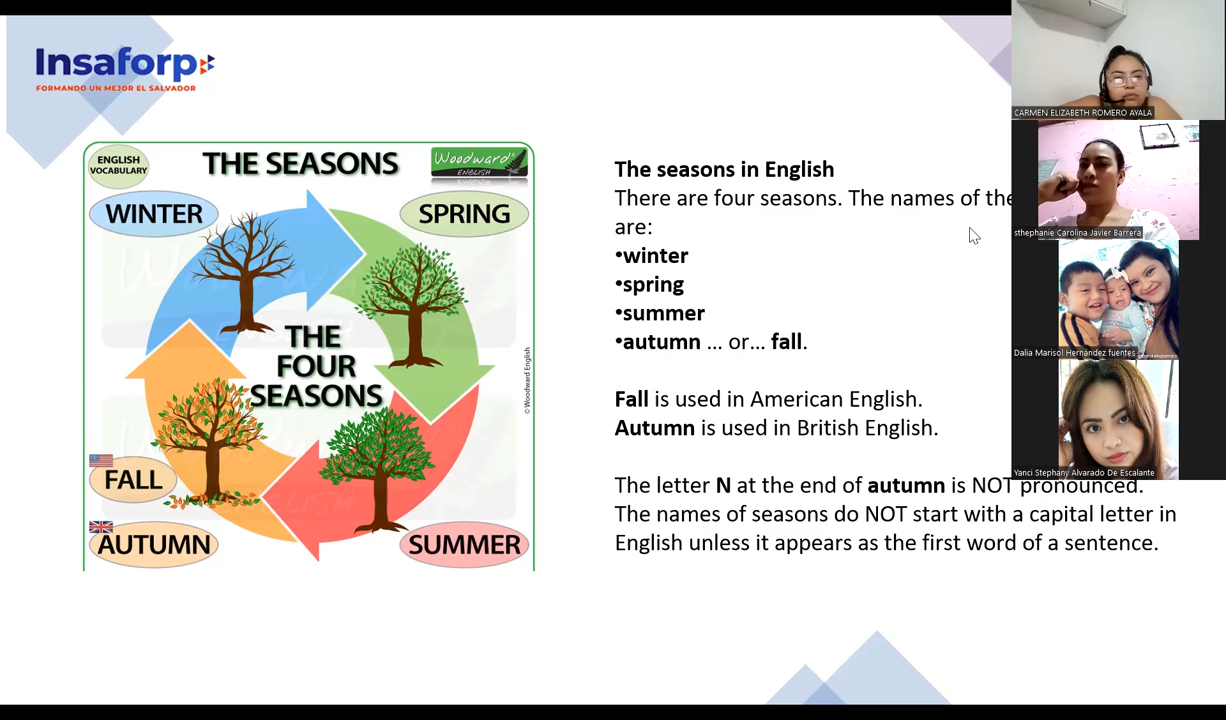 Insaforp
FORMANDO UN MEJOR EL SALVADOR
ENGLISH
VOCABULARY
THE SEASONS
Woodward®
ENGLISH
WINTER
SPRING
THE
FOUR
SEASONS
© Woodward English
FALL
AUTUMN
SUMMER
The seasons in English
There are four seasons. The names of the
are:
•winter
•spring
•summer
•autumn ... or... fall.
Fall is used in American English.
Autumn is used in British English.
The letter N at the end of autumn is NOT pronounced.
The names of seasons do NOT start with a capital letter in
English unless it appears as the first word of a sentence.
CARMEN ELIZABETH ROMERO AYALA
sthephanie Carolina Javier Barrera
Dalia Marisol Hernández fuentes
Yanci Stephany Alvarado De Escalante